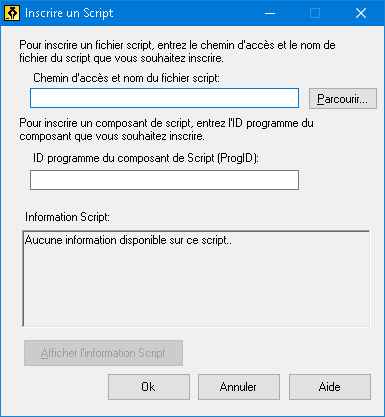 Inscrire un Script
Pour inscrire un fichier script, entrez le chemin d'accès et le nom de
fichier du script que vous souhaitez inscrire.
Chemin d'accès et nom du fichier script:
Parcourir...
Pour inscrire un composant de script, entrez l'ID programme du
composant que vous souhaitez inscrire.
ID programme du composant de Script (ProgID):
Information Script:
Aucune information disponible sur ce script..
Afficher l'information Script
Ok
Annuler
Aide